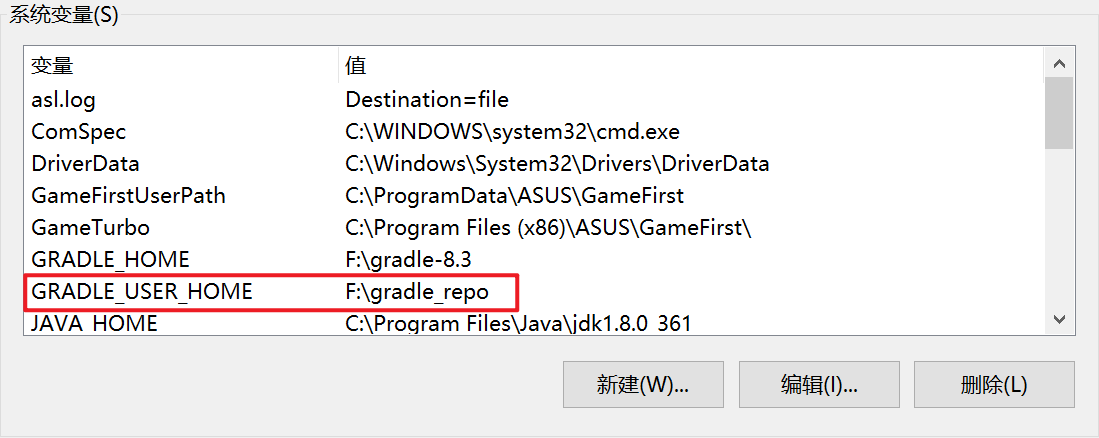 系统变量(S)
变量 值
asl.log Destination=file
ComSpec C:\WINDOWS\system32\cmd.exe
DriverData C:\Windows\System32\Drivers\DriverData
GameFirstUserPath C:\ProgramData\ASUS\GameFirst
GameTurbo C:\Program Files (x86)\ASUS\GameFirst\
GRADLE_HOME F:\gradle-8.3
GRADLE_USER_HOME F:\gradle_repo
JAVA_HOME C:\Program Files\Java\jdk1.8.0_361
新建(W)... 编辑(I)... 删除(L)